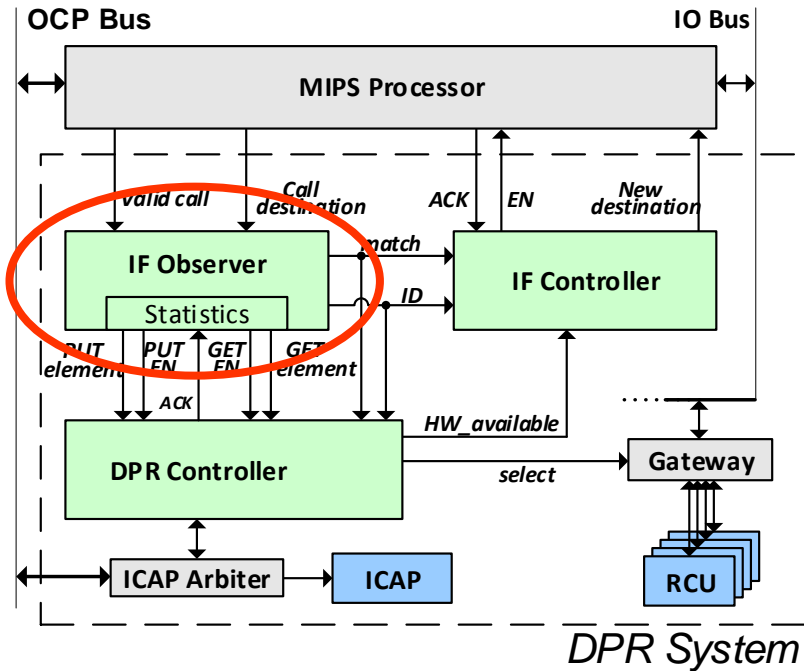 OCP Bus
IO Bus
MIPS Processor
Valid call
Call
destination
ACK
EN
New
destination
match
IF Observer
IF Controller
ID
Statistics
PUT
element
PUT
EN
GET
EN
GET
element
ACK
HW_available
DPR Controller
select
Gateway
ICAP Arbiter
ICAP
RCU
DPR System